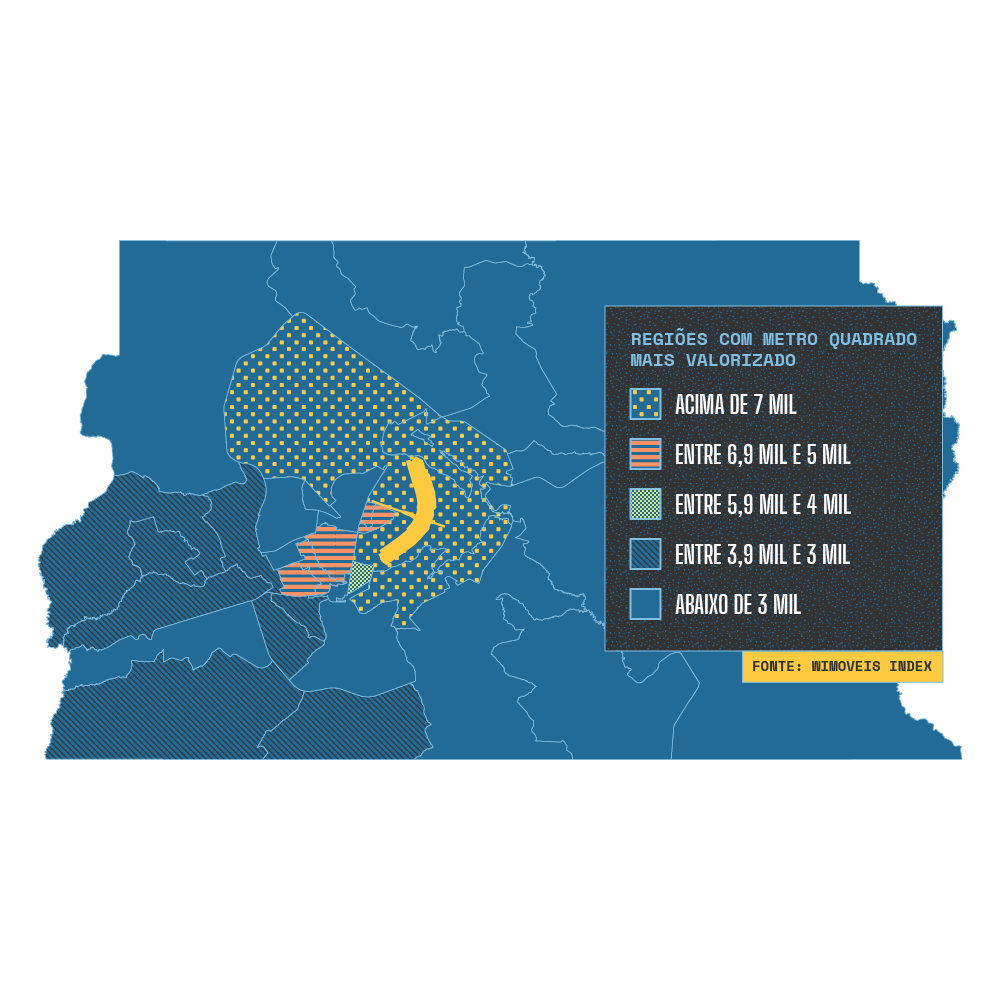 REGIÕES COM METRO QUADRADO
MAIS VALORIZADO
ACIMA DE 7 MIL
ENTRE 6,9 MIL E 5 MIL
ENTRE 5,9 MIL E 4 MIL
ENTRE 3,9 MIL E 3 MIL
ABAIXO DE 3 MIL
FONTE: WIMOVEIS INDEX